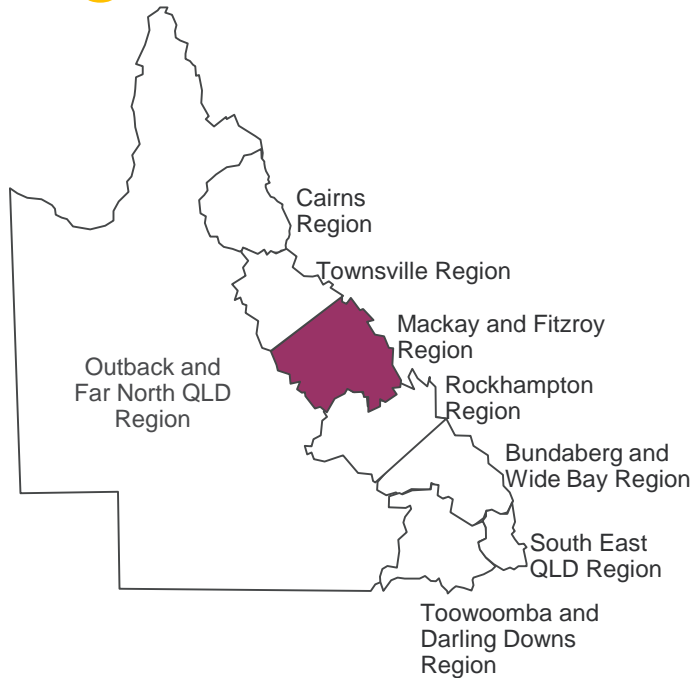 Cairns
Region
Townsville Region
Mackay and Fitzroy
Region
Outback and
Far North QLD
Region
Rockhampton
Region
Bundaberg and
Wide Bay Region
South East
QLD Region
Toowoomba and
Darling Downs
Region